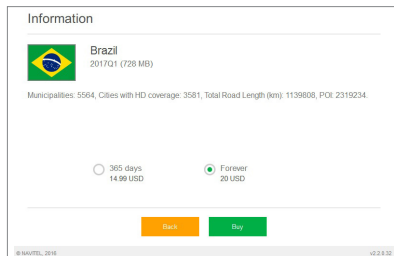 Information
Brazil
2017Q1 (728 MB)
Municipalities: 5564, Cities with HD coverage: 3581, Total Road Length (km): 1139808, POI: 2319234.
365 days
14.99 USD
Forever
20 USD
Back
Buy
© NAVITEL, 2016
v2.2.0.32